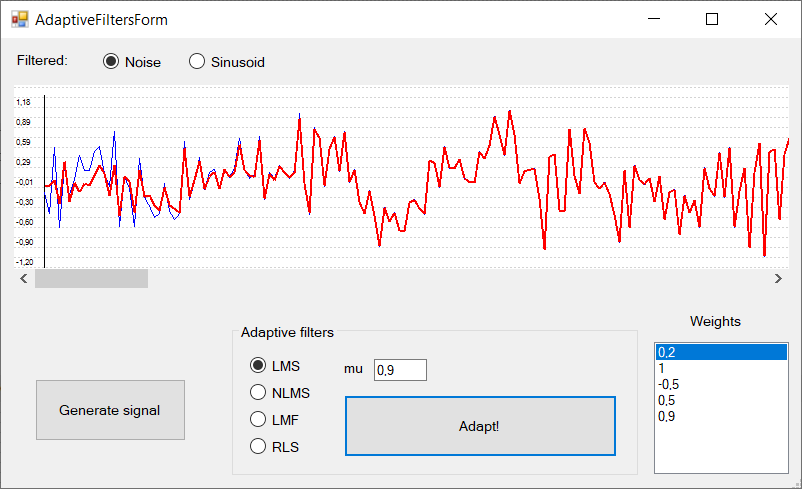 AdaptiveFiltersForm
Filtered: Noise Sinusoid
1,18
0,89
0,59
0,29
-0,01
-0,30
-0,60
-0,90
-1,20
Weights
Adaptive filters
LMS mu 0,9
NLMS
LMF
RLS
Generate signal
Adapt!
0,2
1
-0,5
0,5
0,9